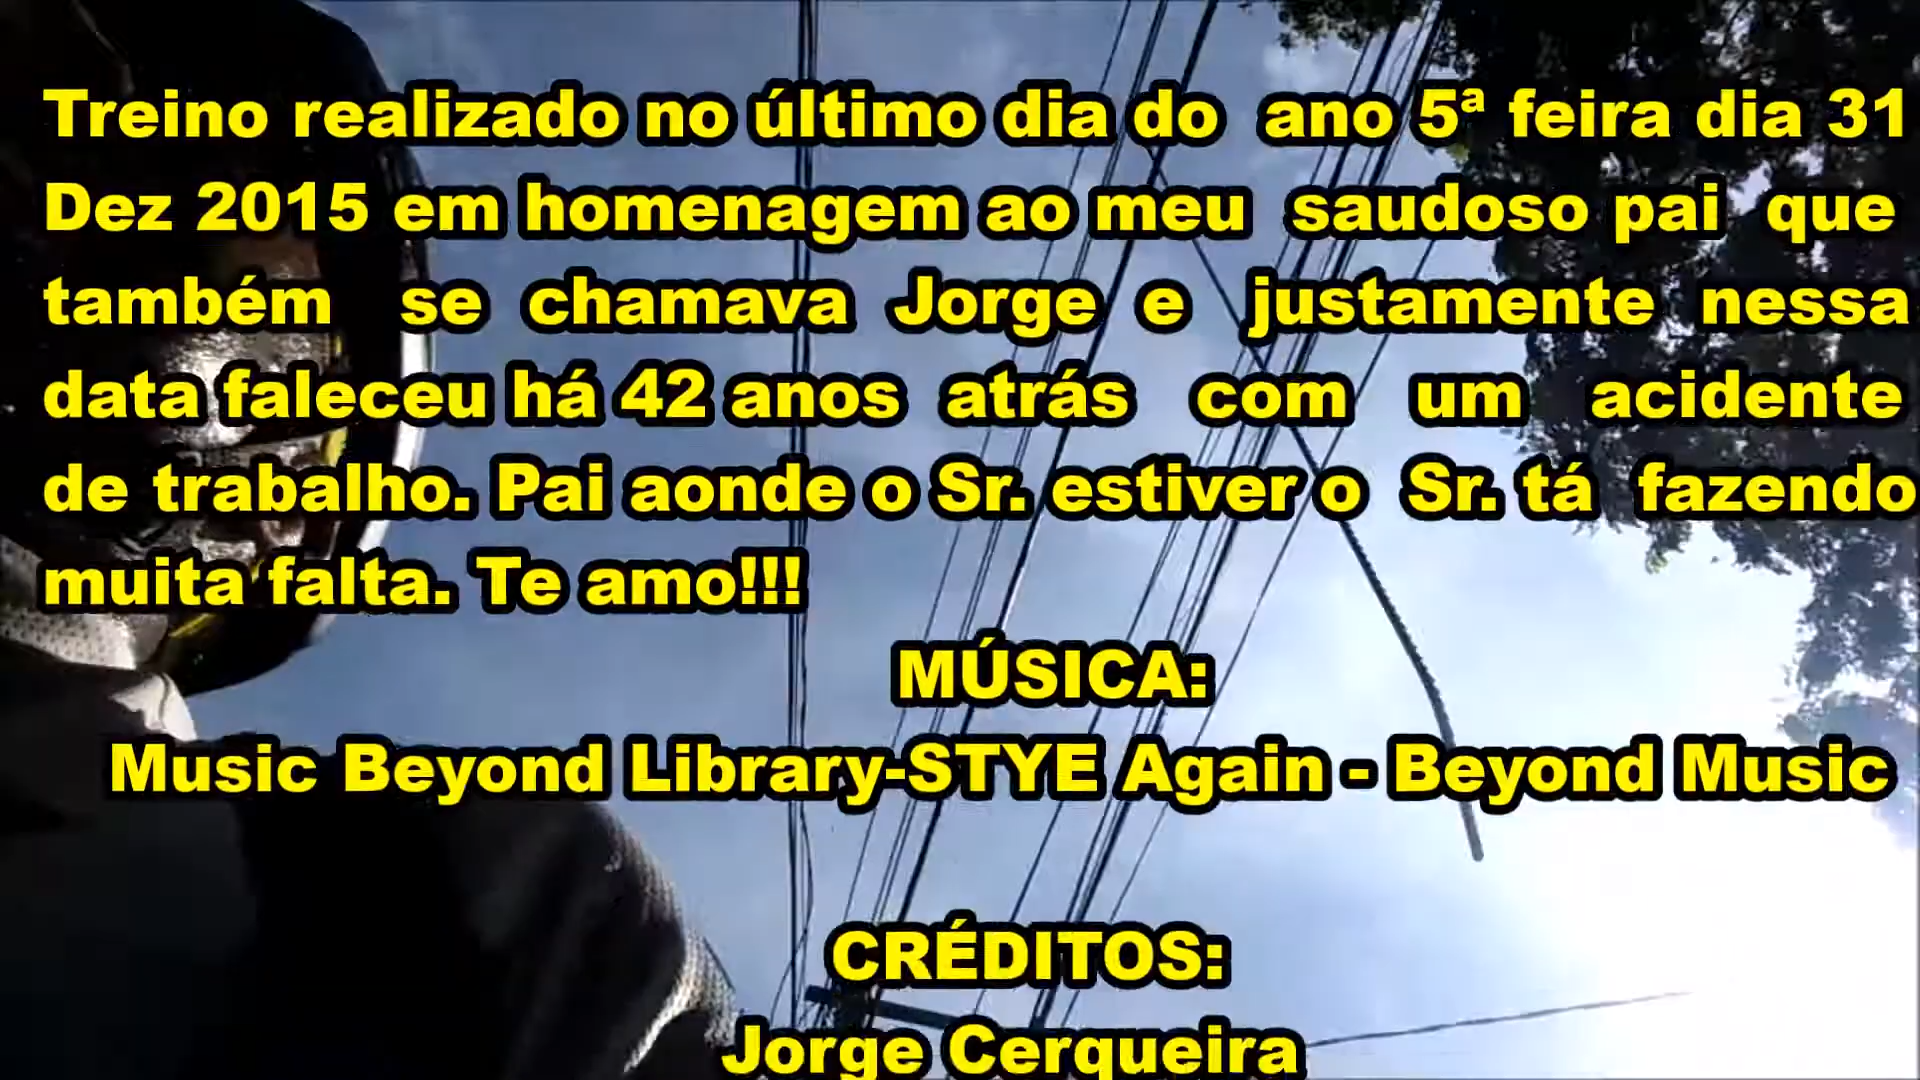 Treino realizado no último dia do ano 5ª feira dia 31
Dez 2015 em homenagem ao meu saudoso pai que
também se chamava Jorge e justamente nessa
data faleceu há 42 anos atrás com um acidente
de trabalho. Pai aonde o Sr. estiver o Sr. tá fazendo
muita falta. Te amo!!!
MÚSICA:
Music Beyond Library-STYE Again - Beyond Music
CRÉDITOS:
Jorge Cerqueira